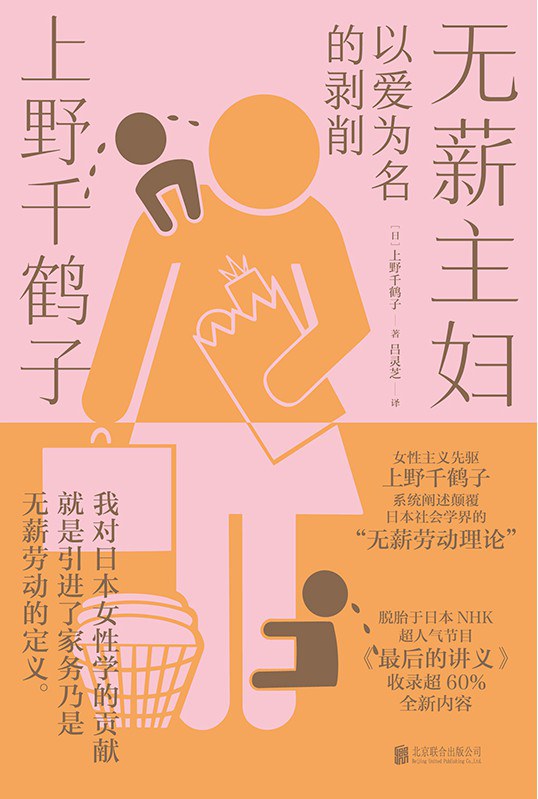 无薪主妇
以爱为名
的剥削
上野千鹤子
[日]上野千鹤子——著 吕灵芝——译
女性主义先驱
上野千鹤子
系统阐述颠覆
日本社会学界的
“无薪劳动理论”
我对日本女性学的贡献
就是引进了家务乃是
无薪劳动的定义。
脱胎于日本 NHK
超人气节目
《最后的讲义》
收录超 60%
全新内容
北京联合出版公司
Beijing United Publishing Co.,Ltd.